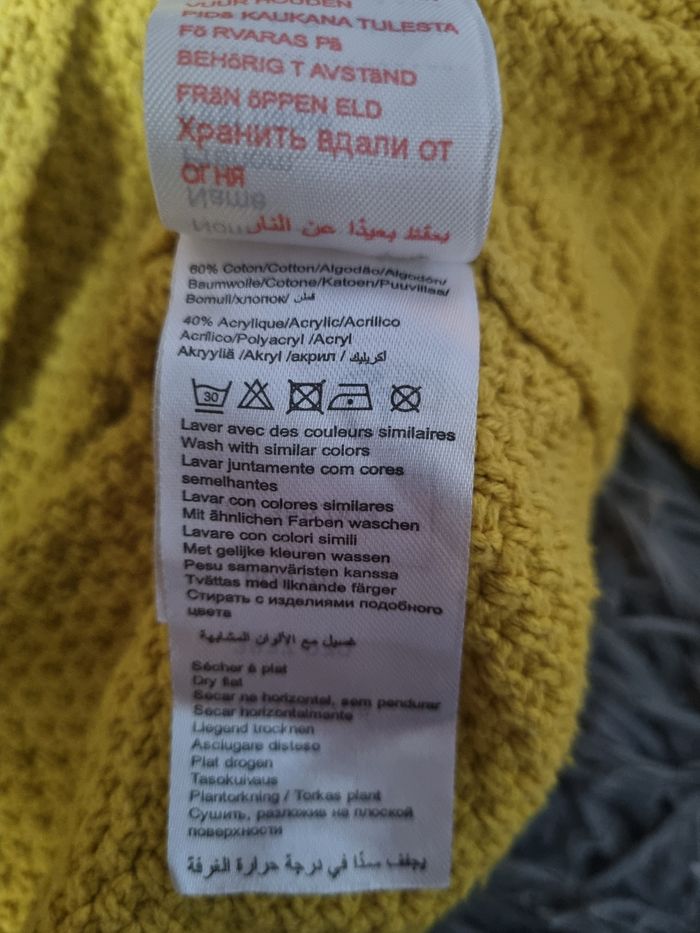 PIDä KAUKANA TULESTA
Fö RVARAS På
BEHöRIG T AVSTäND
FRåN öPPEN ELD
Хранить вдали от
огня
Name
يحفظ بعيدًا عن النار
60% Coton/Cotton/Algodão/Algodón/
Baumwolle/Cotone/Katoen/Puuvillaa/
Bomull/хлопок/ قطن
40% Acrylique/Acrylic/Acrilico
Acrílico/Polyacryl /Acryl
Akryyliä /Akryl /акрил / أكريليك
30
Laver avec des couleurs similaires
Wash with similar colors
Lavar juntamente com cores
semelhantes
Lavar con colores similares
Mit ähnlichen Farben waschen
Lavare con colori simili
Met gelijke kleuren wassen
Pesu samanväristen kanssa
Tvättas med liknande färger
Стирать с изделиями подобного
цвета
غسيل مع الألوان المشابهة
Sécher à plat
Dry flat
Secar na horizontal, sem pendurar
Secar horizontalmente
Liegend trocknen
Asciugare disteso
Plat drogen
Tasokuivaus
Plantorkning / Torkas plant
Сушить, разложив на плоской
поверхности
يجفف سدًا في درجة حرارة الغرفة